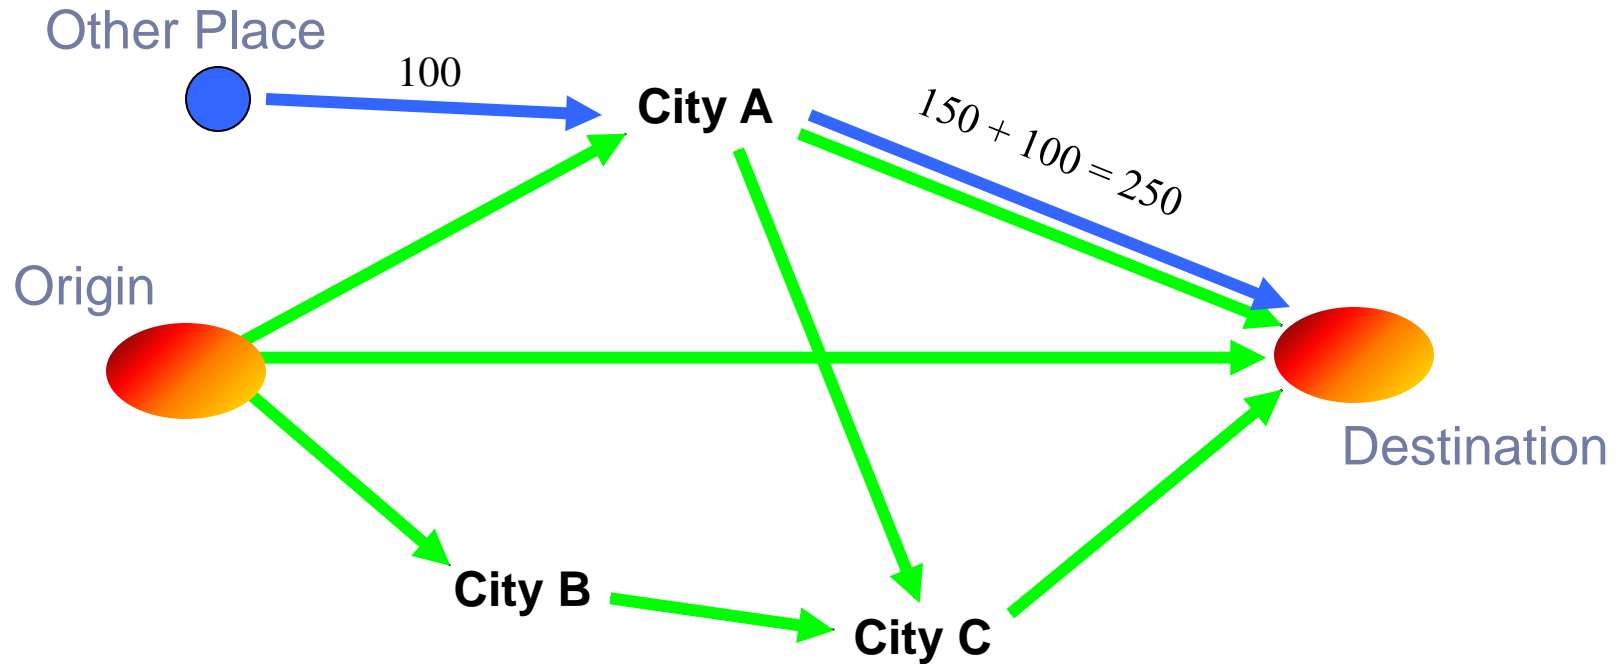 Other Place
100
City A
150 + 100 = 250
Origin
Destination
City B
City C